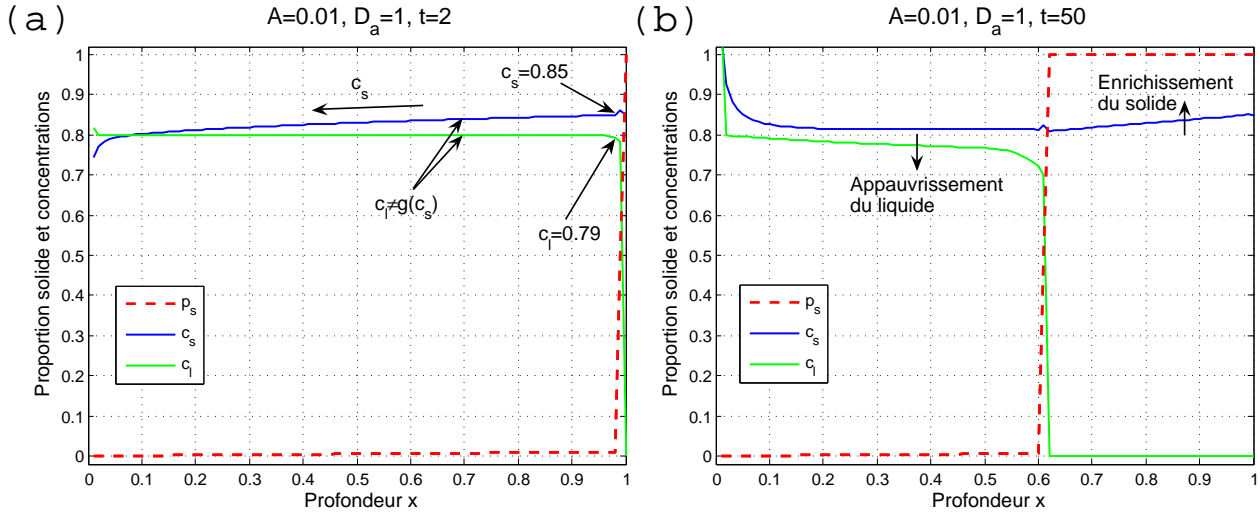 (a)
A=0.01, D_a=1, t=2
Proportion solide et concentrations
1
0.9
0.8
0.7
0.6
0.5
0.4
0.3
0.2
0.1
0
c_s
c_s=0.85
c_l≠g(c_s)
c_l=0.79
p_s
c_s
c_l
0 0.1 0.2 0.3 0.4 0.5 0.6 0.7 0.8 0.9 1
Profondeur x
(b)
A=0.01, D_a=1, t=50
Proportion solide et concentrations
1
0.9
0.8
0.7
0.6
0.5
0.4
0.3
0.2
0.1
0
Enrichissement
du solide
Appauvrissement
du liquide
p_s
c_s
c_l
0 0.1 0.2 0.3 0.4 0.5 0.6 0.7 0.8 0.9 1
Profondeur x